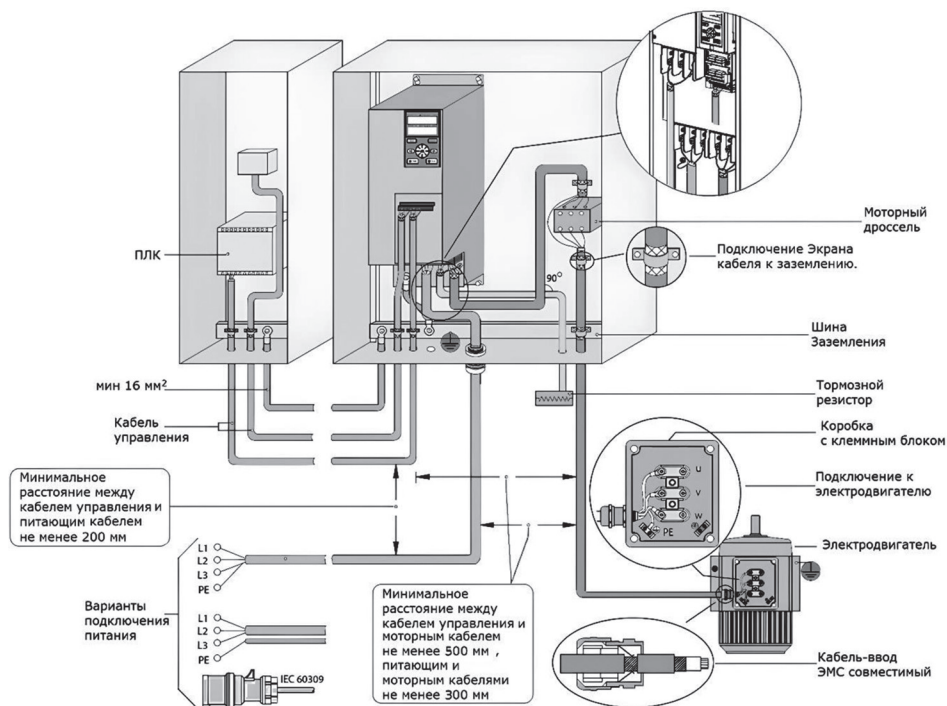 ПЛК
90°
Моторный
дроссель
Подключение Экрана
кабеля к заземлению.
Шина
Заземления
мин 16 мм²
Тормозной
резистор
Кабель
управления
Коробка
с клеммным блоком
Минимальное
расстояние между
кабелем управления и
питающим кабелем
не менее 200 мм
U
V
W
PE
Подключение к
электродвигателю
Электродвигатель
L1
L2
L3
PE
Варианты
подключения
питания
L1
L2
L3
PE
IEC 60309
Минимальное
расстояние между
кабелем управления и
моторным кабелем
не менее 500 мм ,
питающим и
моторным кабелями
не менее 300 мм
Кабель-ввод
ЭМС совместимый